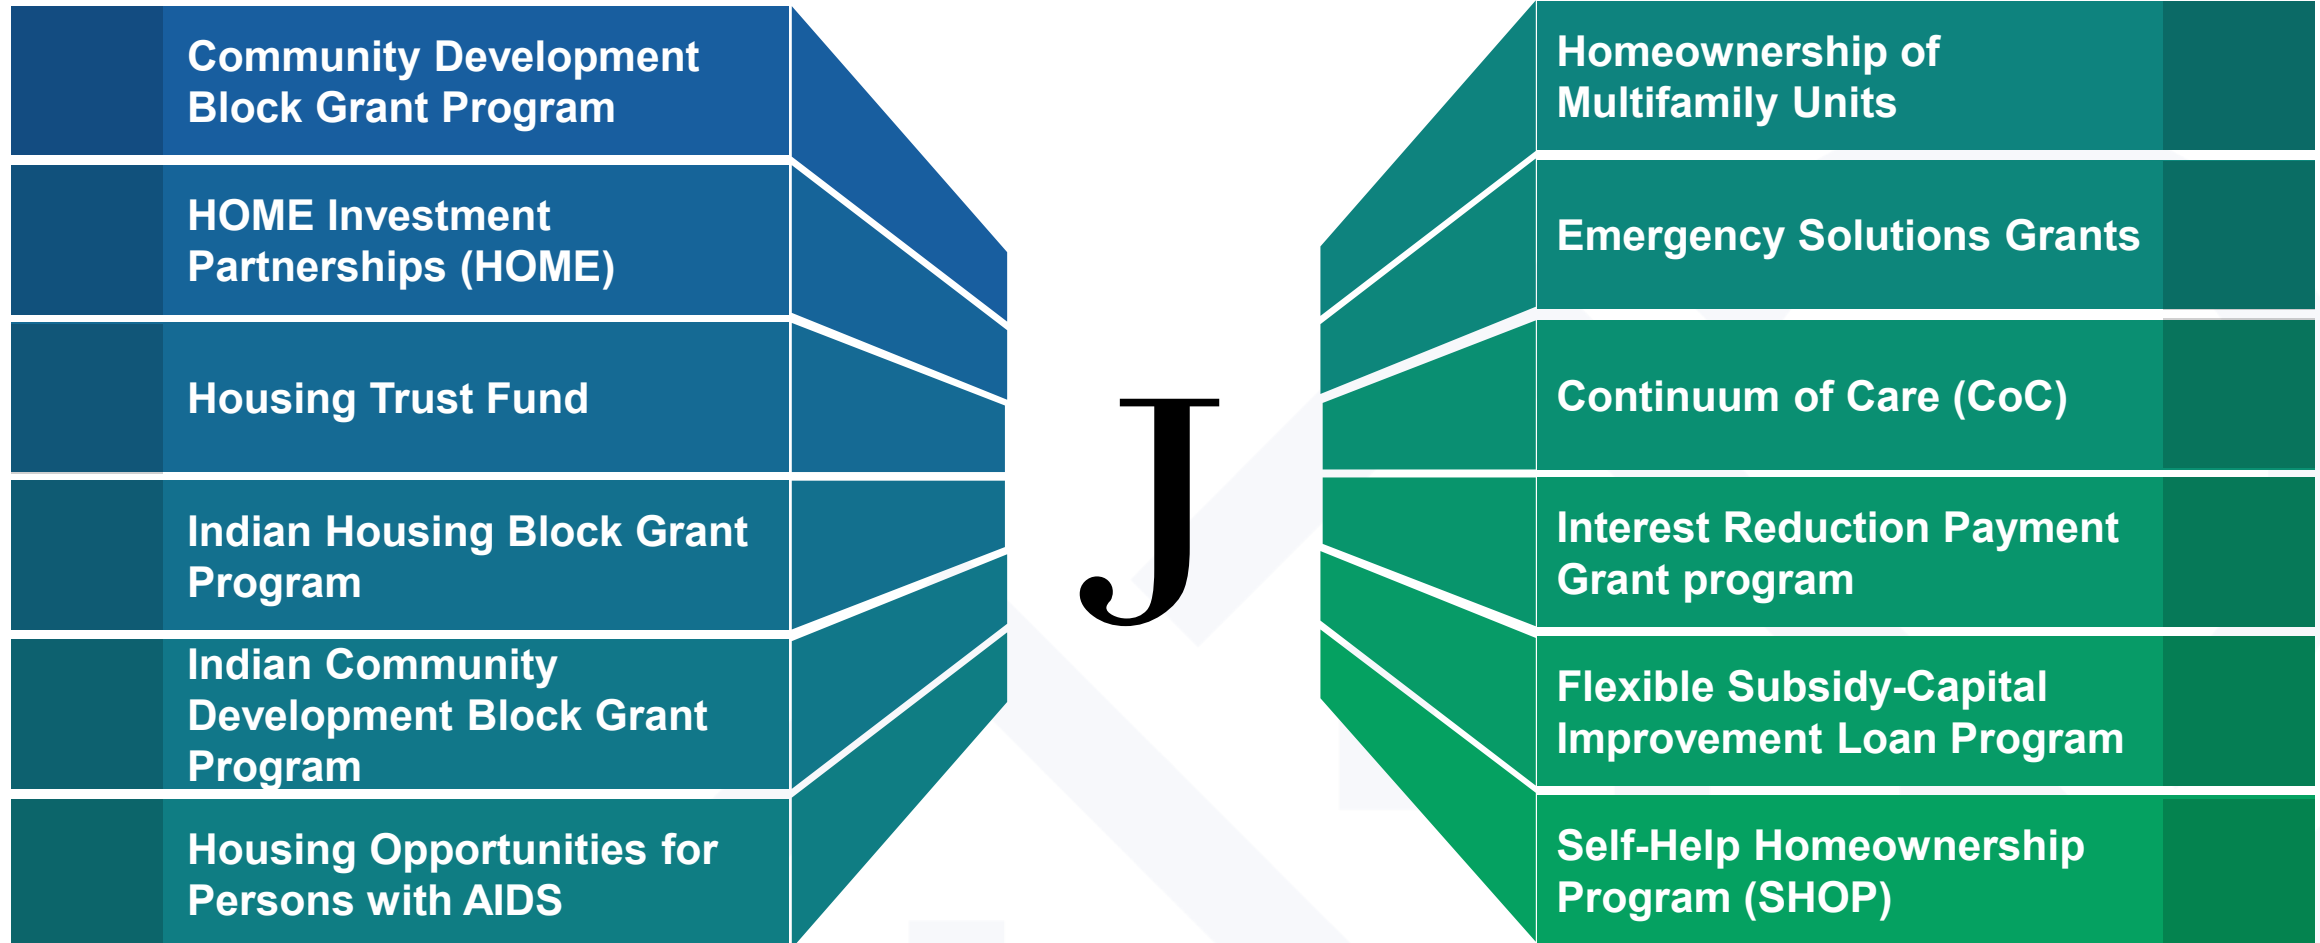 Community Development
Block Grant Program
HOME Investment
Partnerships (HOME)
Housing Trust Fund
Indian Housing Block Grant
Program
Indian Community
Development Block Grant
Program
Housing Opportunities for
Persons with AIDS
J
Homeownership of
Multifamily Units
Emergency Solutions Grants
Continuum of Care (CoC)
Interest Reduction Payment
Grant program
Flexible Subsidy-Capital
Improvement Loan Program
Self-Help Homeownership
Program (SHOP)